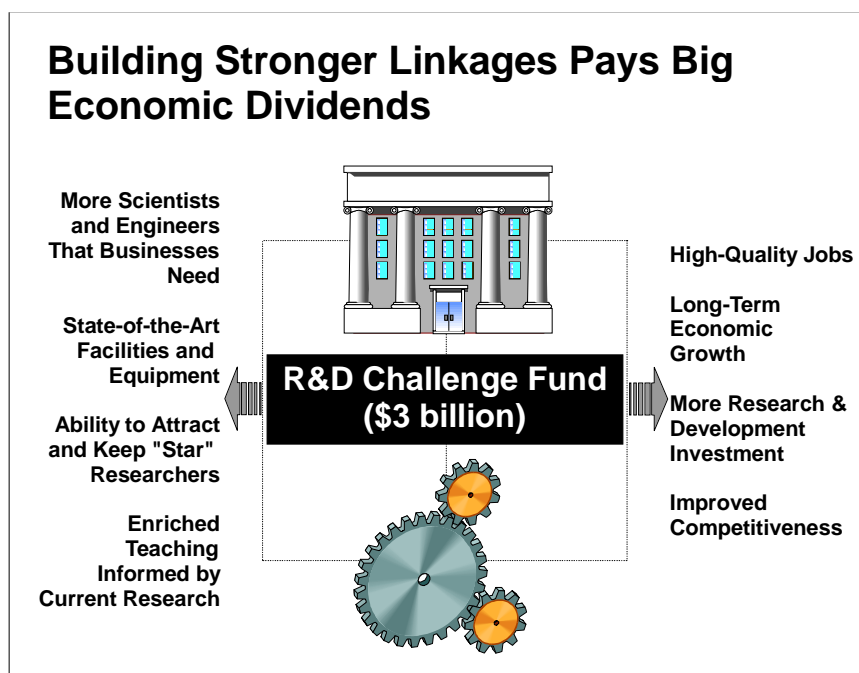 Building Stronger Linkages Pays Big
Economic Dividends
More Scientists
and Engineers
That Businesses
Need
State-of-the-Art
Facilities and
Equipment
Ability to Attract
and Keep "Star"
Researchers
Enriched
Teaching
Informed by
Current Research
R&D Challenge Fund
($3 billion)
High-Quality Jobs
Long-Term
Economic
Growth
More Research &
Development
Investment
Improved
Competitiveness